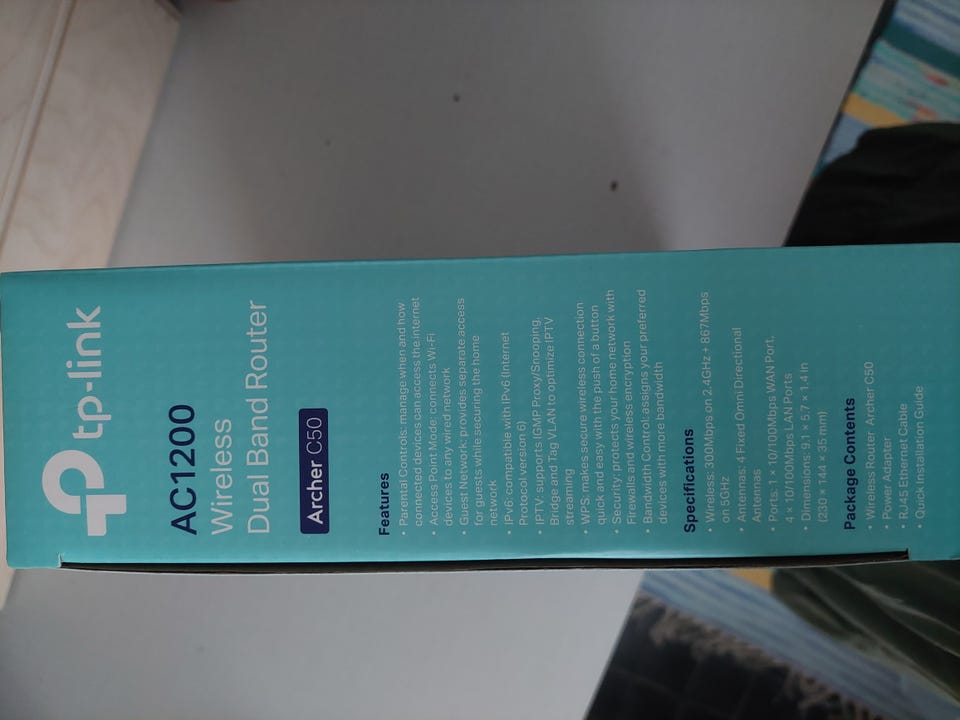 tp-link
AC1200
Wireless
Dual Band Router
Archer C50
Features
• Parental Controls: manage when and how
connected devices can access the internet
• Access Point Mode: connects Wi-Fi
devices to any wired network
• Guest Network: provides separate access
for guests while securing the home
network
• IPv6: compatible with IPv6 (Internet
Protocol version 6)
• IPTV: supports IGMP Proxy/Snooping,
Bridge and Tag VLAN to optimize IPTV
streaming
• WPS: makes secure wireless connection
quick and easy with the push of a button
• Security: protects your home network with
Firewalls and wireless encryption
• Bandwidth Control: assigns your preferred
devices with more bandwidth
Specifications
• Wireless: 300Mbps on 2.4GHz + 867Mbps
on 5GHz
• Antennas: 4 Fixed Omni Directional
Antennas
• Ports: 1 × 10/100Mbps WAN Port,
4 × 10/100Mbps LAN Ports
• Dimensions: 9.1 × 5.7 × 1.4 in
(230 × 144 × 35 mm)
Package Contents
• Wireless Router Archer C50
• Power Adapter
• RJ45 Ethernet Cable
• Quick Installation Guide